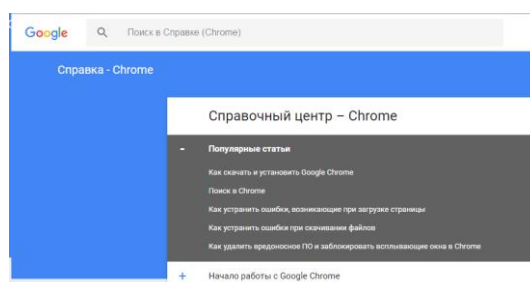 Google
Поиск в Справке (Chrome)
Справка - Chrome
Справочный центр – Chrome
- Популярные статьи
Как скачать и установить Google Chrome
Поиск в Chrome
Как устранить ошибки, возникающие при загрузке страницы
Как устранить ошибки при скачивании файлов
Как удалить вредоносное ПО и заблокировать всплывающие окна в Chrome
+ Начало работы с Google Chrome